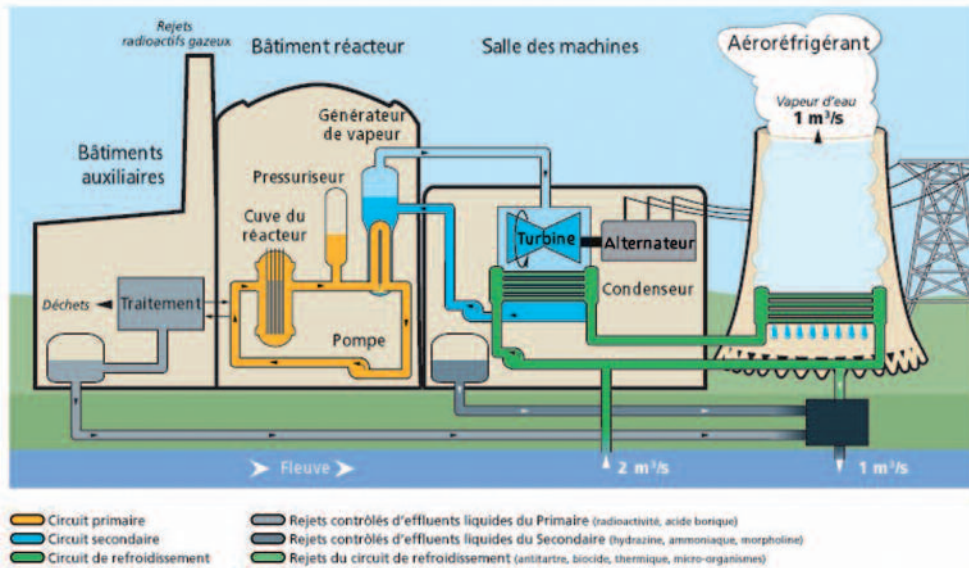 Rejets
radioactifs gazeux
Bâtiment réacteur
Salle des machines
Aéroréfrigérant
Vapeur d'eau
1 m³/s
Générateur
de vapeur
Bâtiments
auxiliaires
Pressuriseur
Cuve du
réacteur
Turbine
Alternateur
Déchets
Traitement
Condenseur
Pompe
Fleuve
2 m³/s
1 m³/s
Circuit primaire
Circuit secondaire
Circuit de refroidissement
Rejets contrôlés d'effluents liquides du Primaire (radioactivité, acide borique)
Rejets contrôlés d'effluents liquides du Secondaire (hydrazine, ammoniaque, morpholine)
Rejets du circuit de refroidissement (antitartre, biocide, thermique, micro-organismes)